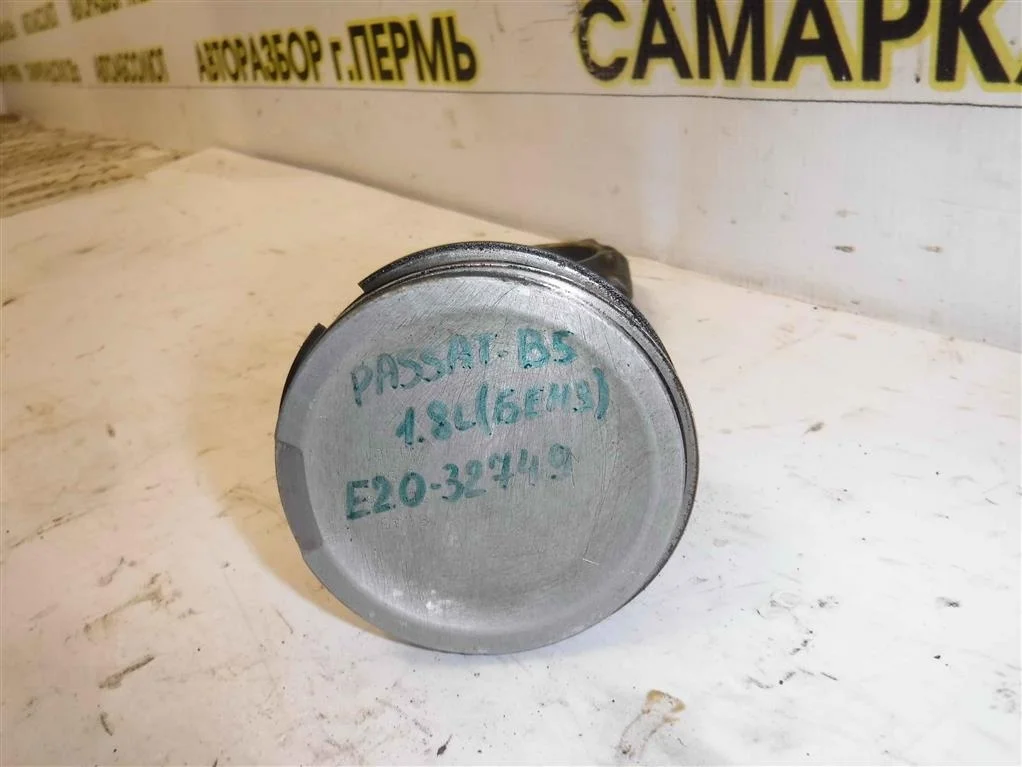 АВТОРАЗБОР г.ПЕРМЬ
САМАРКА
PASSAT B5
1.8L(БЕНЗ)
E20-32749